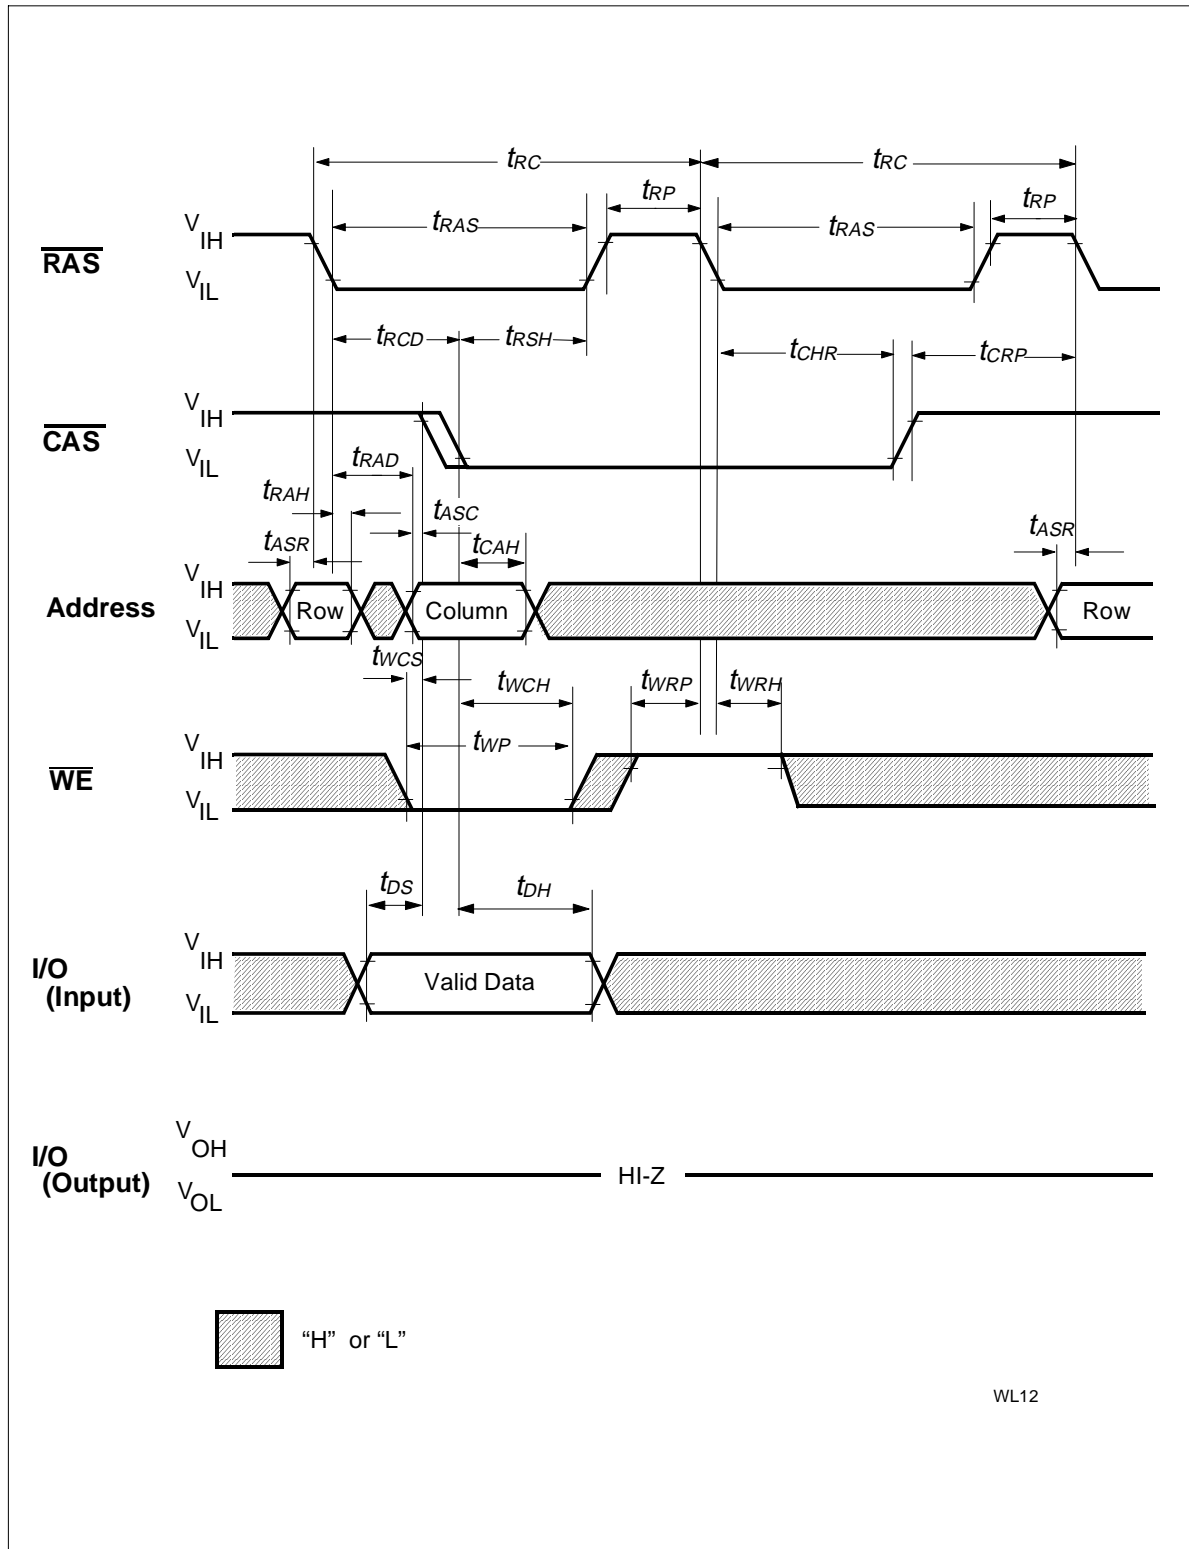 tRC tRC
tRP tRP
tRAS tRAS
RAS VIH
VIL
tRCD tRSH
tCHR tCRP
CAS VIH
VIL
tRAD
tRAH
tASC
tASR tCAH tASR
Address VIH
VIL
Row Column Row
tWCS
tWCH tWRP tWRH
tWP
WE VIH
VIL
tDS tDH
I/O
(Input)
VIH
VIL
Valid Data
I/O
(Output)
VOH
VOL
HI-Z
“H” or “L”
WL12